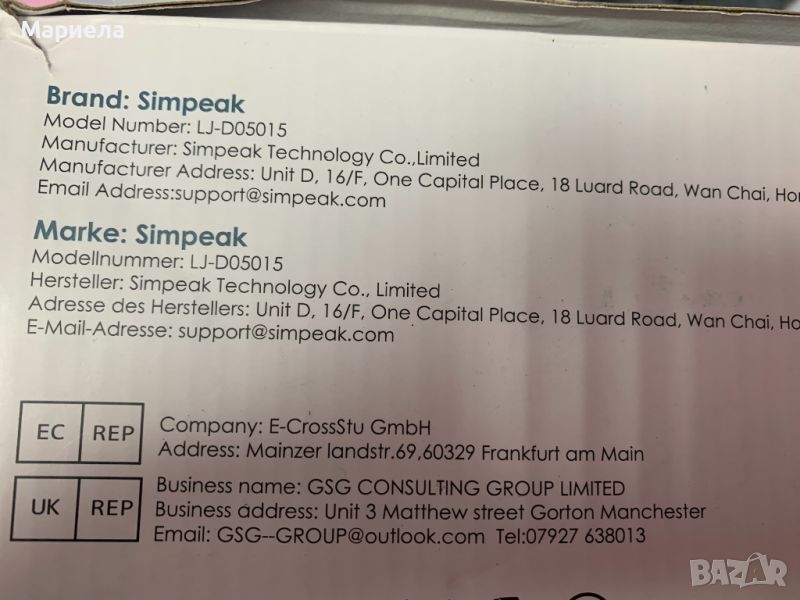 Мариела
Brand: Simpeak
Model Number: LJ-D05015
Manufacturer: Simpeak Technology Co.,Limited
Manufacturer Address: Unit D, 16/F, One Capital Place, 18 Luard Road, Wan Chai, Hon
Email Address:support@simpeak.com
Marke: Simpeak
Modellnummer: LJ-D05015
Hersteller: Simpeak Technology Co., Limited
Adresse des Herstellers: Unit D, 16/F, One Capital Place, 18 Luard Road, Wan Chai, Ho
E-Mail-Adresse: support@simpeak.com
EC REP
Company: E-CrossStu GmbH
Address: Mainzer landstr.69,60329 Frankfurt am Main
UK REP
Business name: GSG CONSULTING GROUP LIMITED
Business address: Unit 3 Matthew street Gorton Manchester
Email: GSG--GROUP@outlook.com Tel:07927 638013
BAZAR